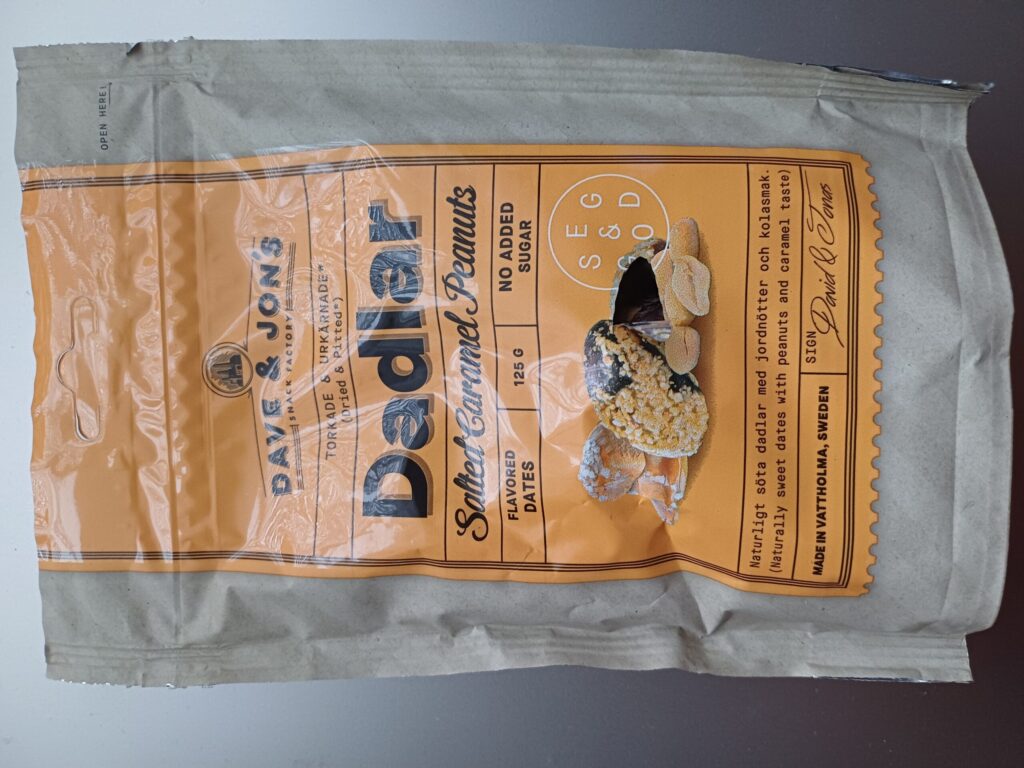 OPEN HERE!
DAVE & JON'S
SNACK FACTORY
TORKADE & URKÄRNADE*
(Dried & Pitted*)
Dadlar
Salted Caramel Peanuts
FLAVORED
DATES
125 G
NO ADDED
SUGAR
SEG
&
GOD
Naturligt söta dadlar med jordnötter och kolasmak.
(Naturally sweet dates with peanuts and caramel taste)
MADE IN VATTHOLMA, SWEDEN
SIGN David & Jonas